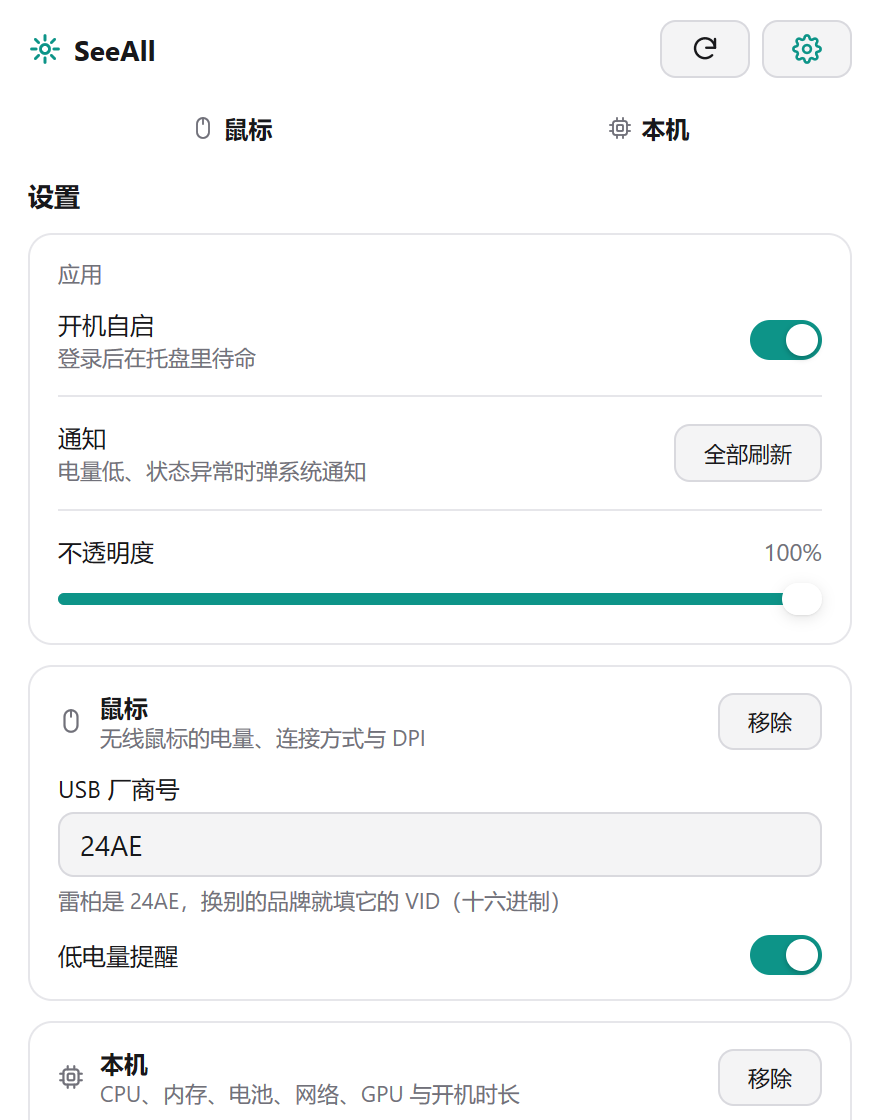 SeeAll
鼠标
本机
设置
应用
开机自启
登录后在托盘里待命
通知
电量低、状态异常时弹系统通知
全部刷新
不透明度
100%
鼠标
无线鼠标的电量、连接方式与 DPI
移除
USB 厂商号
24AE
雷柏是 24AE，换别的品牌就填它的 VID（十六进制）
低电量提醒
本机
CPU、内存、电池、网络、GPU 与开机时长
移除